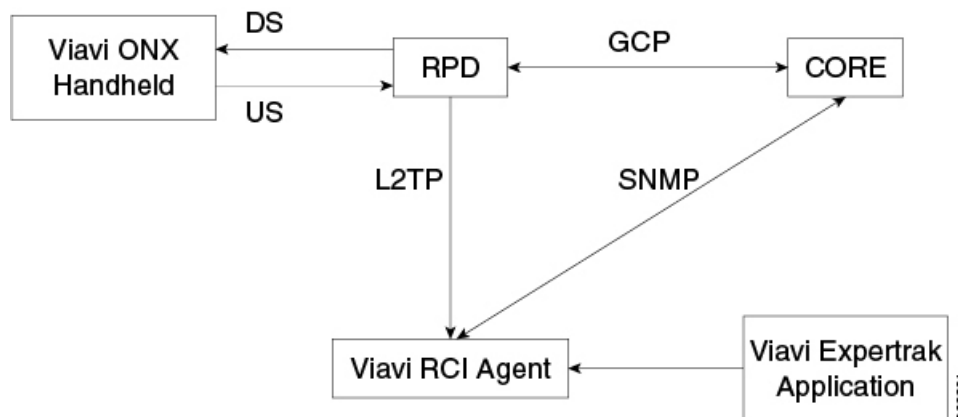 Viavi ONX
Handheld
DS
US
RPD
GCP
CORE
L2TP
SNMP
Viavi RCI Agent
Viavi Expertrak
Application